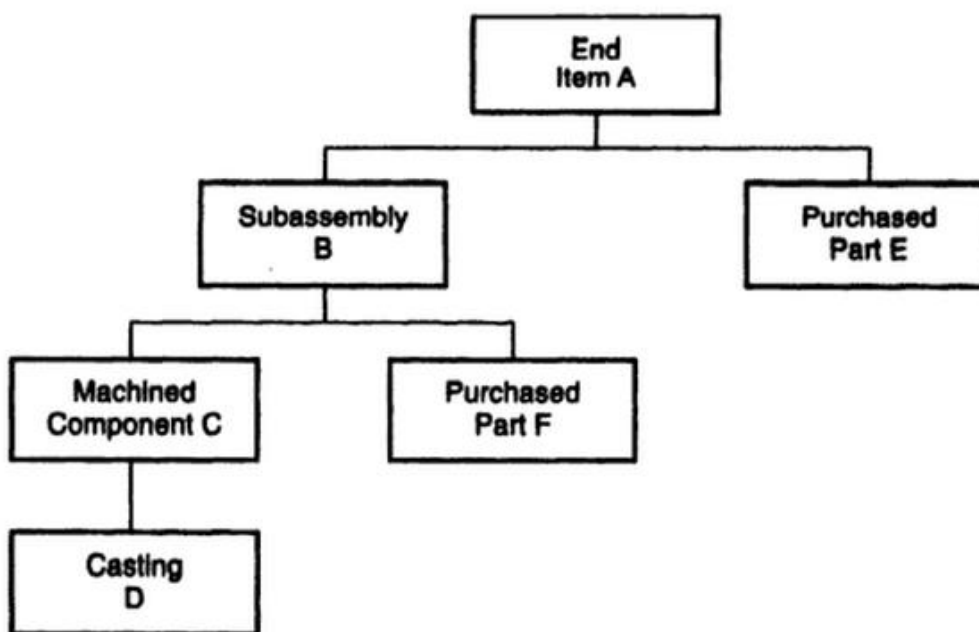 End
Item A
Subassembly
B
Purchased
Part E
Machined
Component C
Purchased
Part F
Casting
D